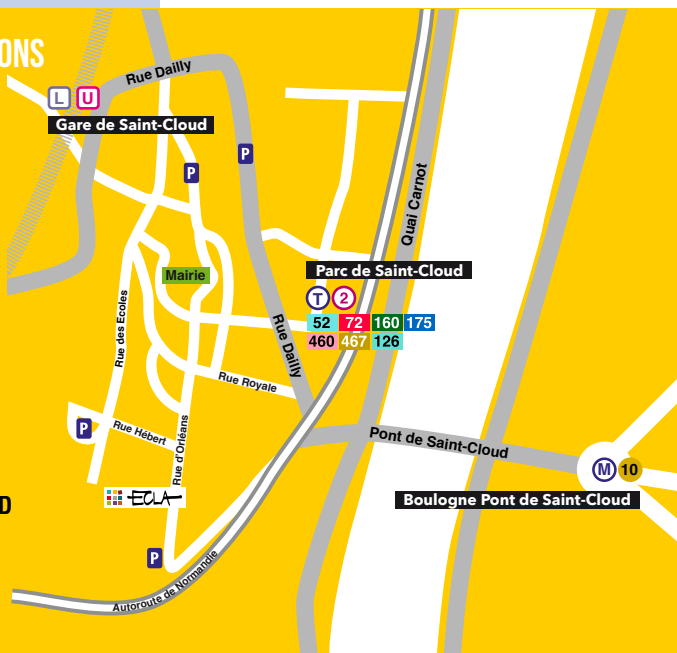 ONS
Rue Dailly
L U
Gare de Saint-Cloud
P
P
Quai Carnot
Mairie
Parc de Saint-Cloud
T 2
52 72 160 175
460 467 126
Rue des Ecoles
Rue Dailly
Rue Royale
P
Rue Hébert
Rue d'Orléans
Pont de Saint-Cloud
M 10
ECLA
Boulogne Pont de Saint-Cloud
D
P
Autoroute de Normandie